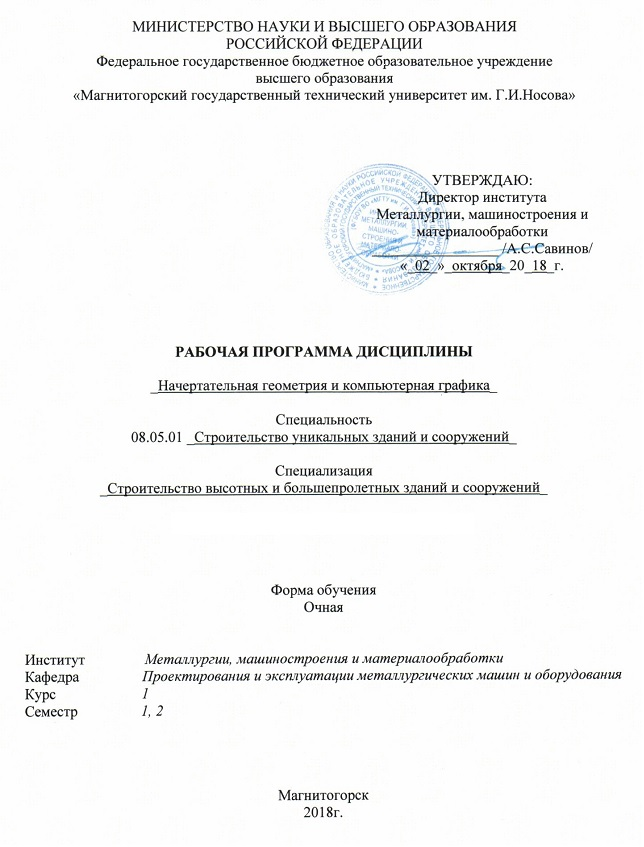 МИНИСТЕРСТВО НАУКИ И ВЫСШЕГО ОБРАЗОВАНИЯ
РОССИЙСКОЙ ФЕДЕРАЦИИ
Федеральное государственное бюджетное образовательное учреждение
высшего образования
«Магнитогорский государственный технический университет им. Г.И.Носова»
УТВЕРЖДАЮ:
Директор института
Металлургии, машиностроения и
материалообработки
/А.С.Савинов/
« 02 » октября 20 18 г.
РАБОЧАЯ ПРОГРАММА ДИСЦИПЛИНЫ
Начертательная геометрия и компьютерная графика
Специальность
08.05.01 Строительство уникальных зданий и сооружений
Специализация
Строительство высотных и большепролетных зданий и сооружений
Форма обучения
Очная
Институт Металлургии, машиностроения и материалообработки
Кафедра Проектирования и эксплуатации металлургических машин и оборудования
Курс 1
Семестр 1, 2
Магнитогорск
2018г.